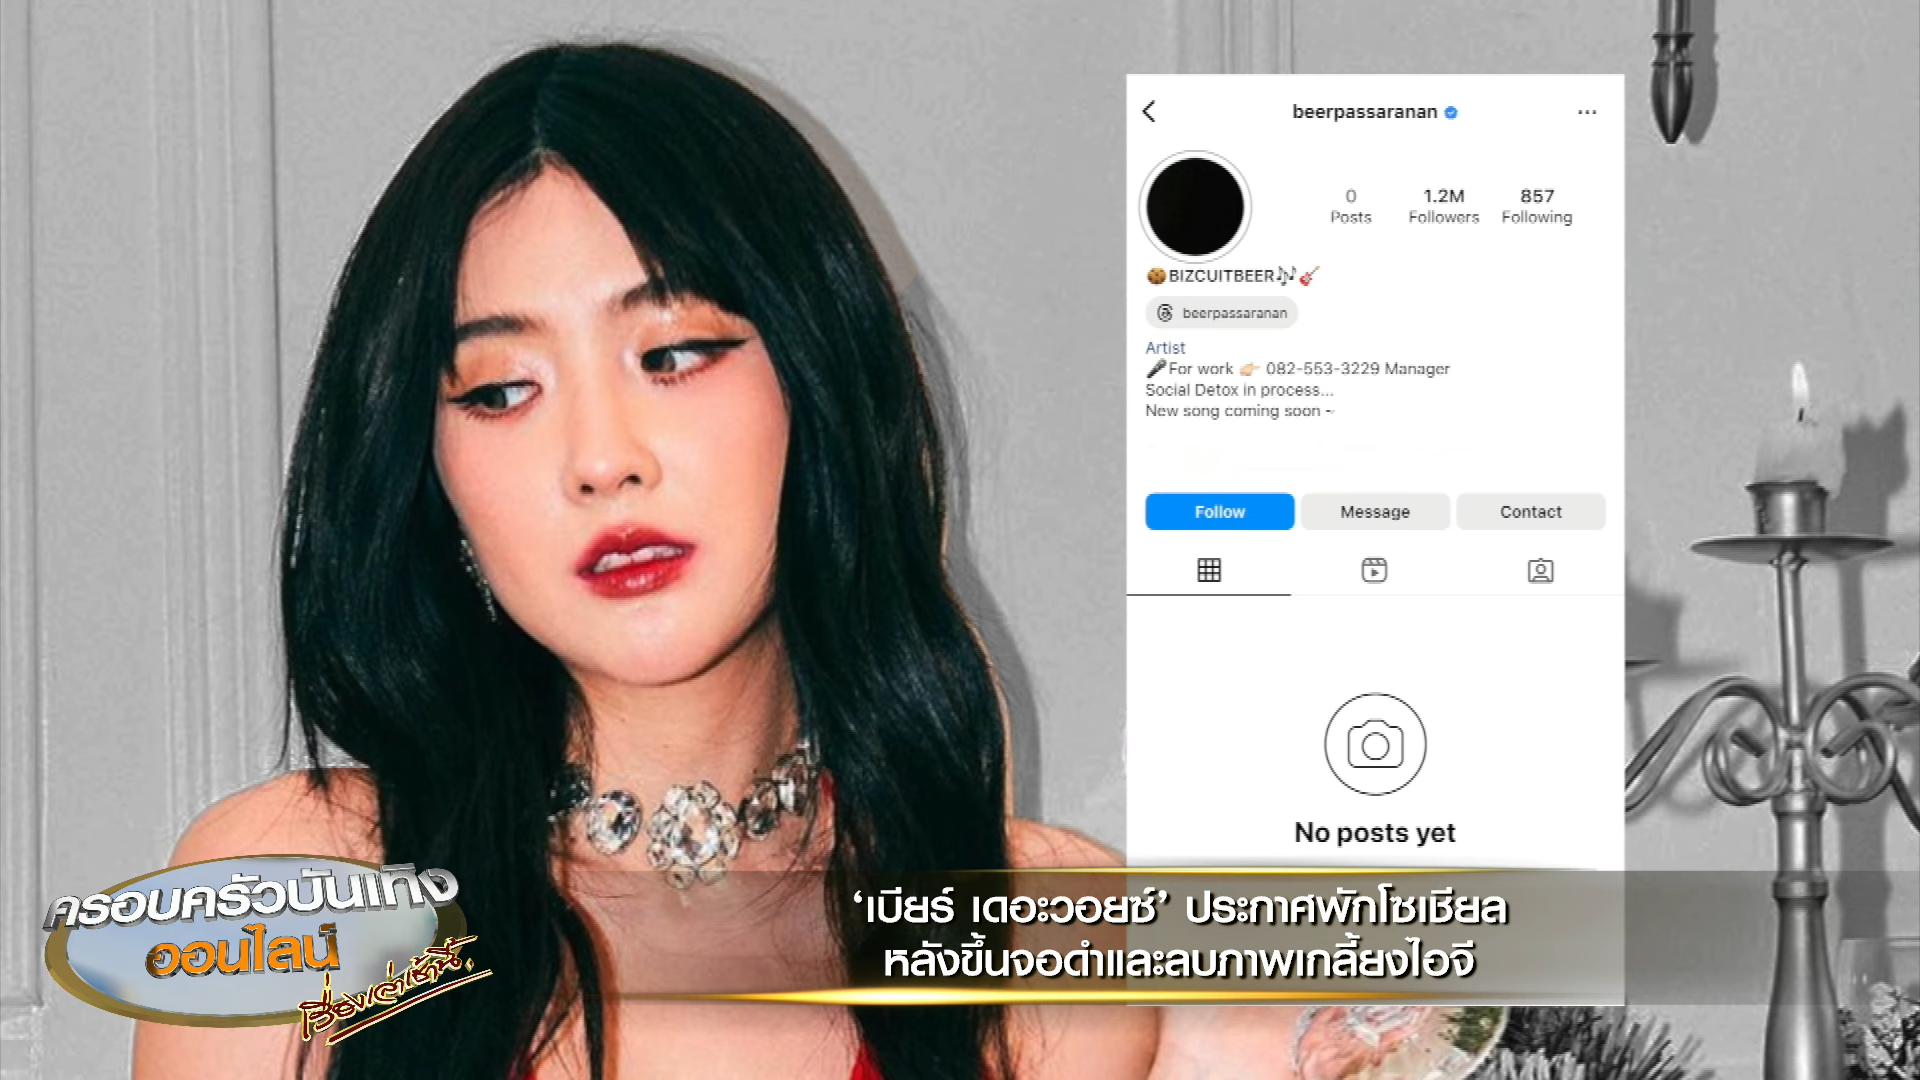 beerpassaranan
0
Posts
1.2M
Followers
857
Following
🍪BIZCUITBEER🎶🎸
beerpassaranan
Artist
🎤For work 👉🏻 082-553-3229 Manager
Social Detox in process...
New song coming soon ~
Follow
Message
Contact
No posts yet
'เบียร์ เดอะวอยซ์' ประกาศพักโซเชียล
หลังขึ้นจอดำและลบภาพเกลี้ยงไอจี
ครอบครัวบันเทิง
ออนไลน์
เรื่องเล่าเช้านี้